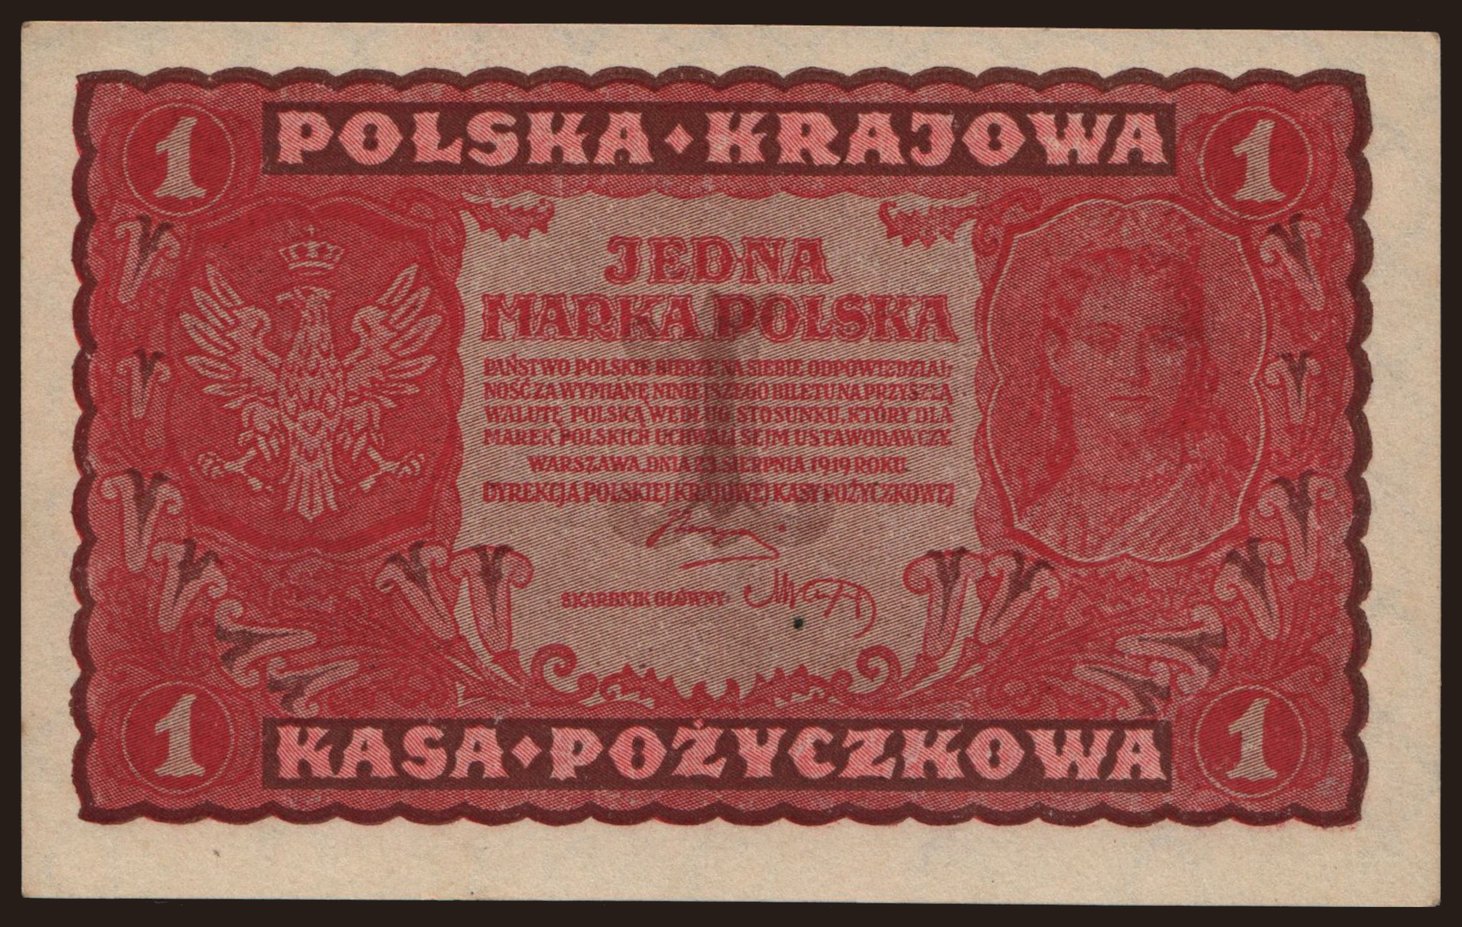 1 POLSKA ◆ KRAJOWA 1
JEDNA
MARKA POLSKA
PAŃSTWO POLSKIE BIERZE NA SIEBIE ODPOWIEDZIAL-
NOŚĆ ZA WYMIANĘ NINIEJSZEGO BILETU NA PRZYSZŁĄ
WALUTĘ POLSKĄ WEDŁUG STOSUNKU, KTÓRY DLA
MAREK POLSKICH UCHWALI SEJM USTAWODAWCZY.
WARSZAWA, DNIA 23 SIERPNIA 1919 ROKU.
DYREKCJA POLSKIEJ KRAJOWEJ KASY POŻYCZKOWEJ
SKARBNIK GŁÓWNY:
1 KASA ◆ POŻYCZKOWA 1